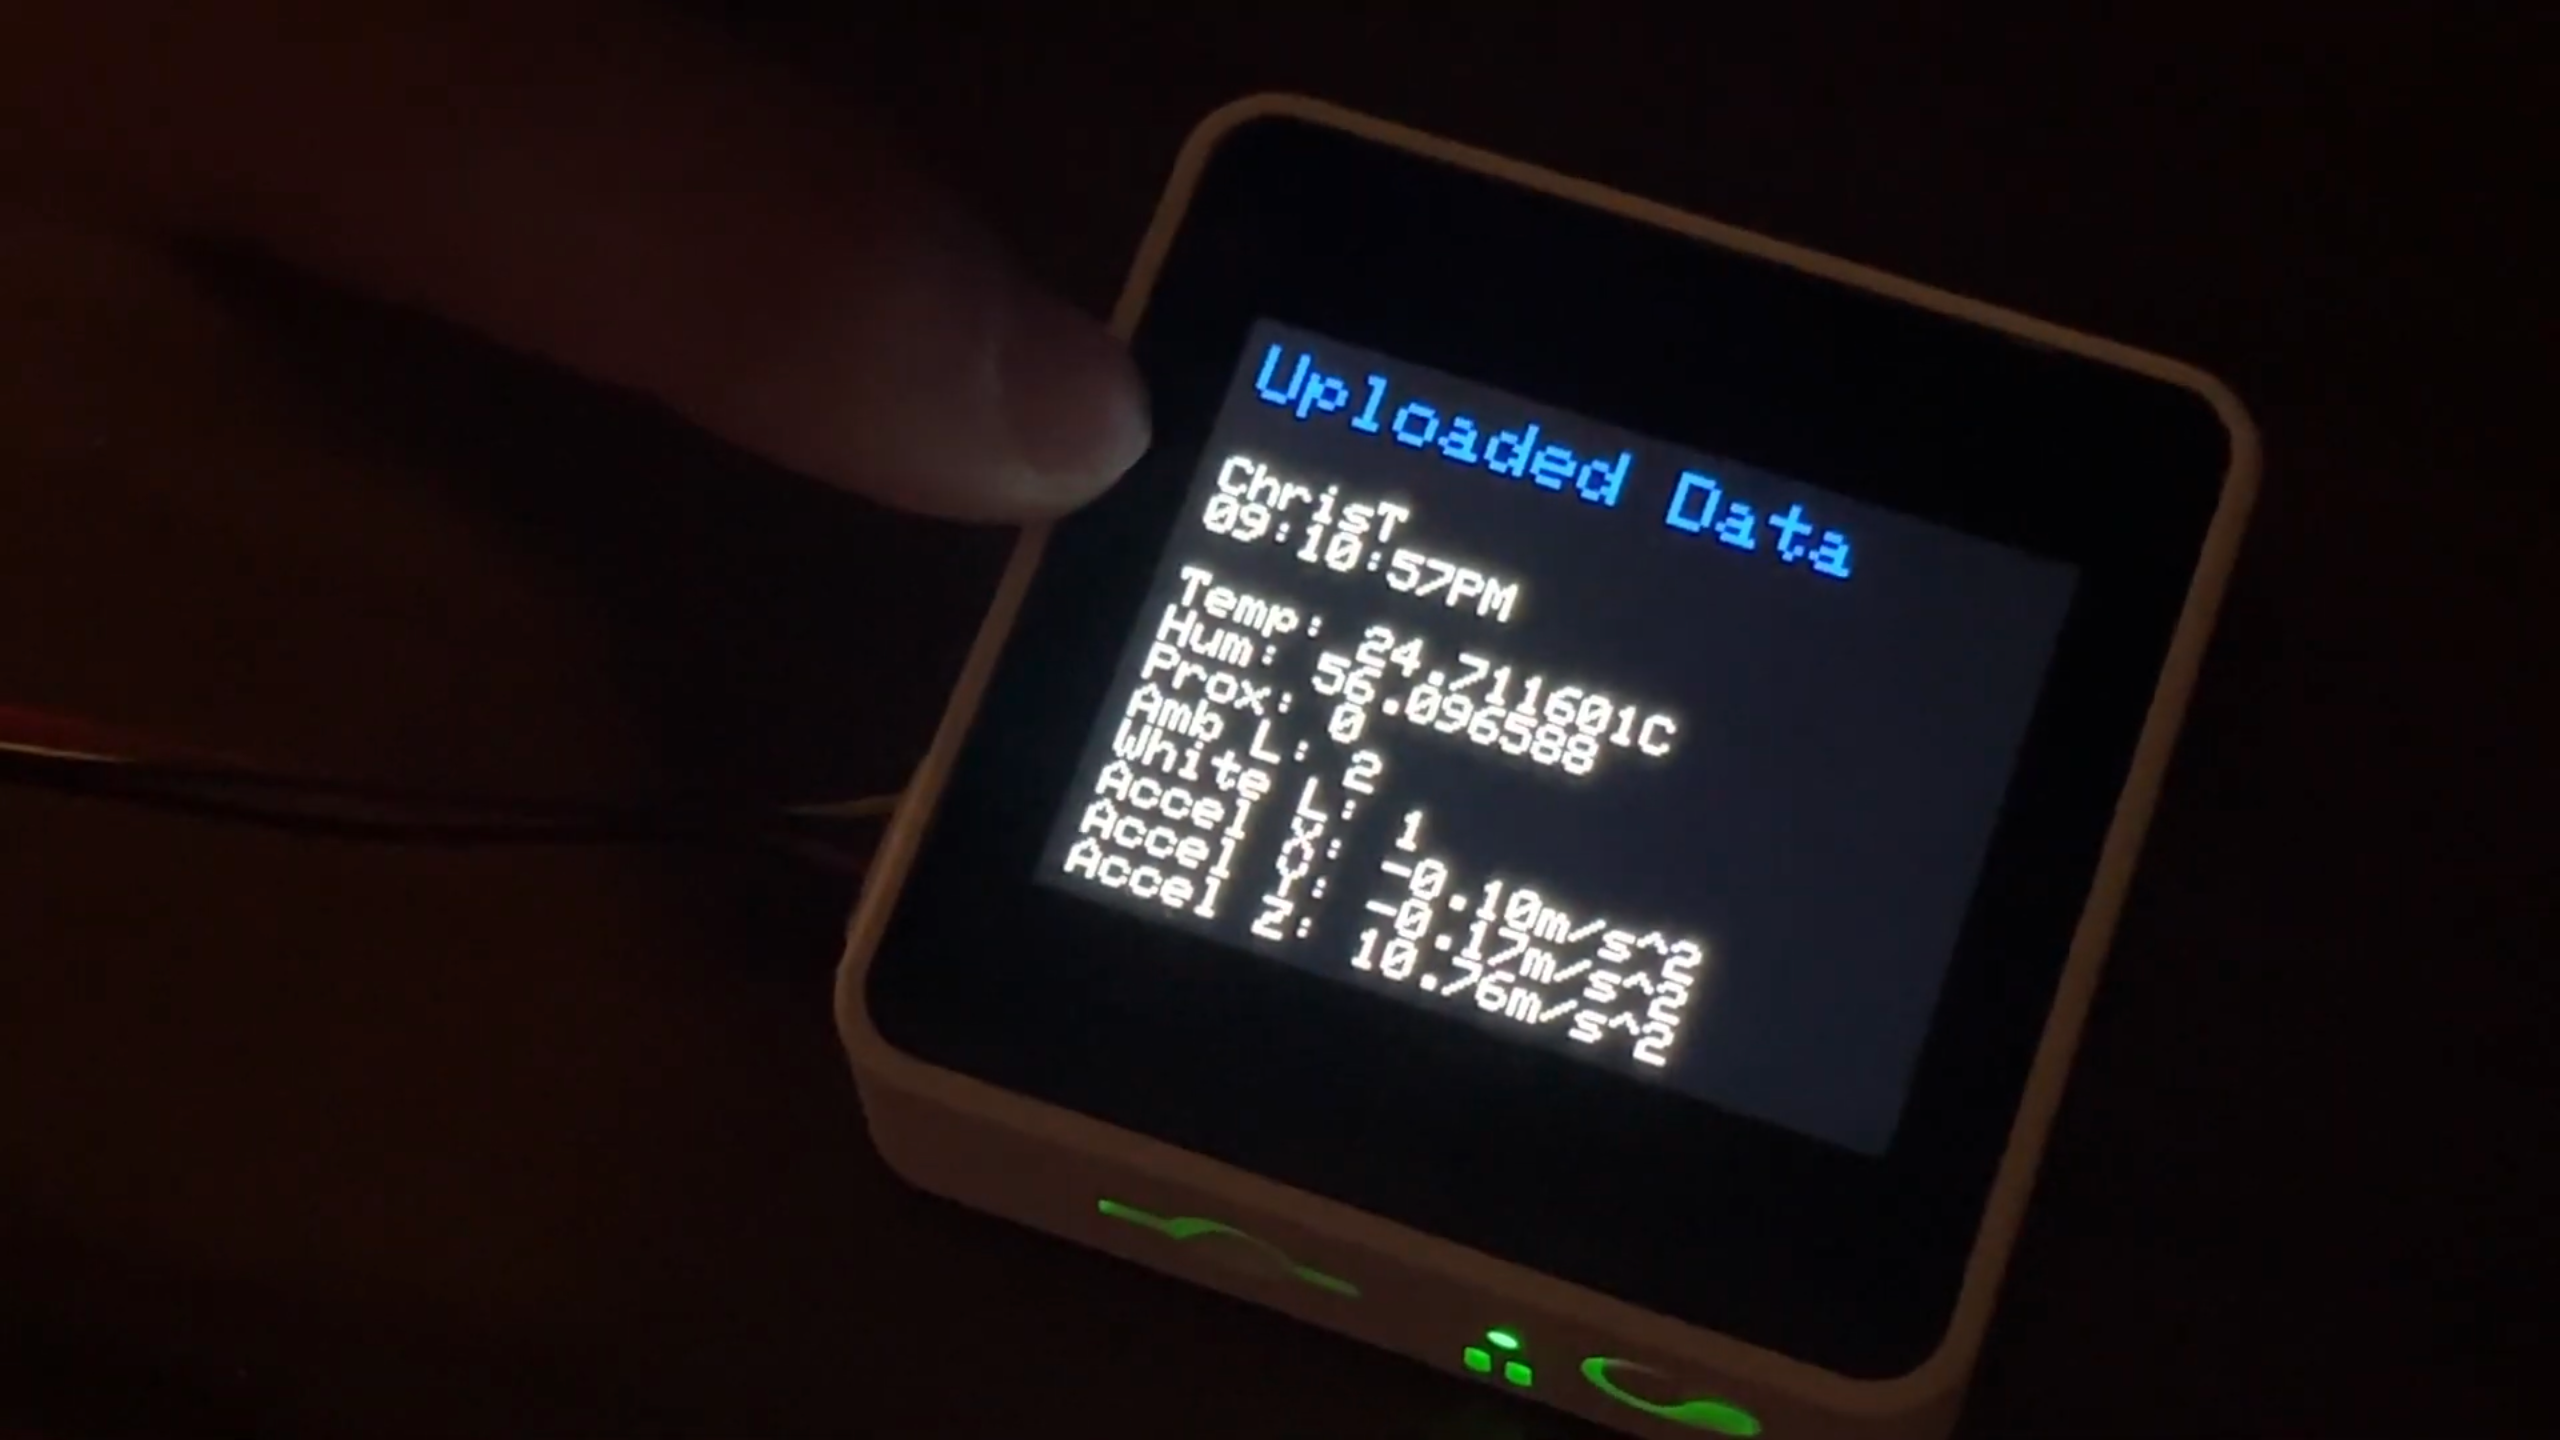 Uploaded Data
ChrisT
09:10:57PM
Temp: 24.711601C
Hum: 56.096588
Prox: 0
Amb L: 2
White L: 1
Accel X: -0.10m/s^2
Accel Y: -0.17m/s^2
Accel Z: 10.76m/s^2